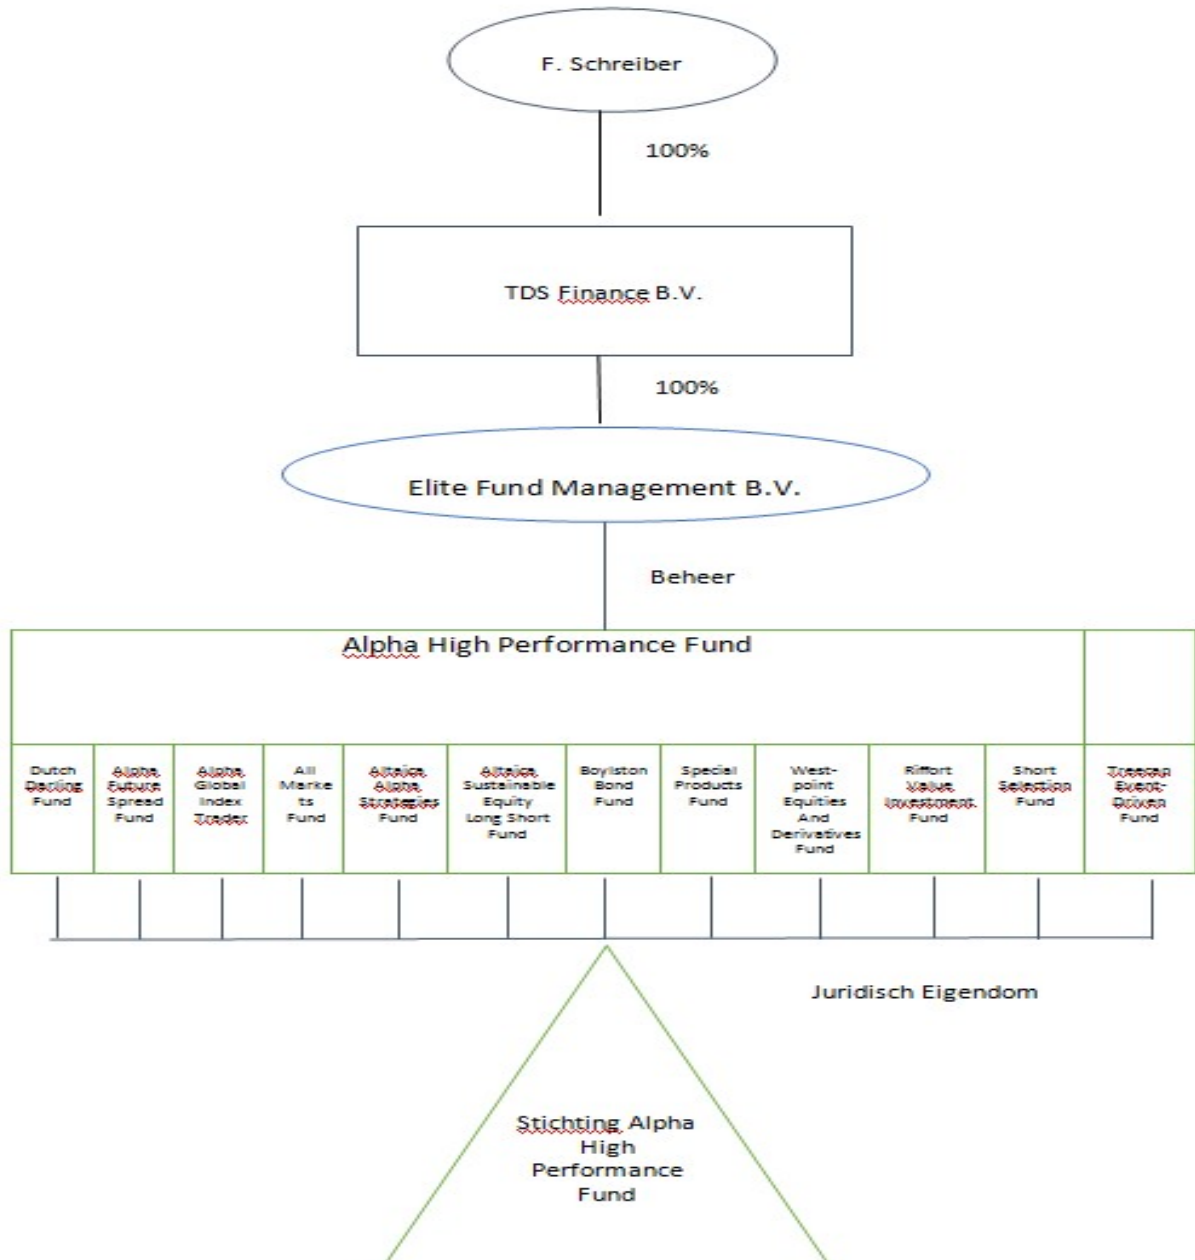 F. Schreiber
100%
TDS Finance B.V.
100%
Elite Fund Management B.V.
Beheer
Alpha High Performance Fund
Dutch
Darling
Fund
Alpha
Future
Spread
Fund
Alpha
Global
Index
Trader
All
Marke
ts
Fund
Altaica
Alpha
Strategies
Fund
Altaica
Sustainable
Equity
Long Short
Fund
Boylston
Bond
Fund
Special
Products
Fund
West-
point
Equities
And
Derivatives
Fund
Riffort
Value
Investment
Fund
Short
Selection
Fund
Treecap
Event-
Driven
Fund
Juridisch Eigendom
Stichting Alpha
High
Performance
Fund